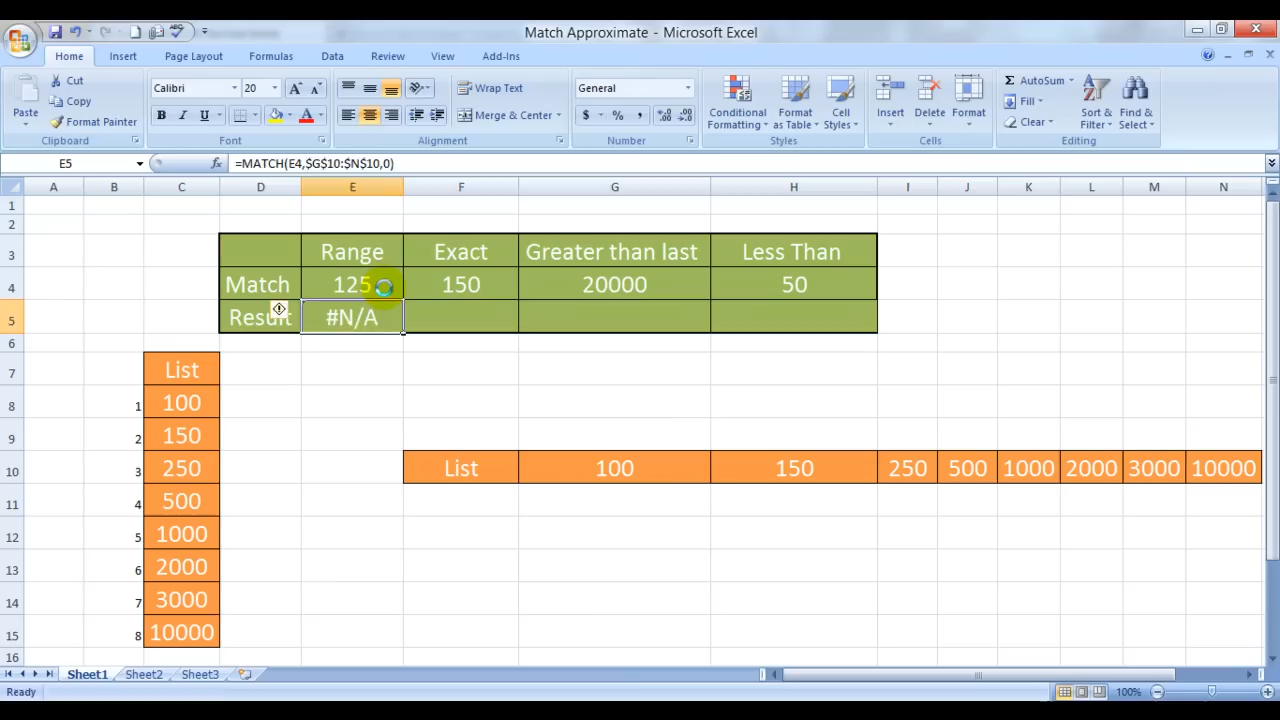 Match Approximate - Microsoft Excel
Home Insert Page Layout Formulas Data Review View Add-Ins
Cut
Copy
Format Painter
Paste
Clipboard
Calibri 20
B I U A
Font
Wrap Text
Merge & Center
Alignment
General
$ % ,
Number
Conditional Formatting
Format as Table
Cell Styles
Styles
Insert Delete Format
Cells
AutoSum
Fill
Clear
Sort & Filter
Find & Select
Editing
E5 fx =MATCH(E4,$G$10:$N$10,0)
A B C D E F G H I J K L M N
1
2
3 Range Exact Greater than last Less Than
4 Match 125 150 20000 50
5 Result #N/A
6
7 List
8 1 100
9 2 150
10 3 250 List 100 150 250 500 1000 2000 3000 10000
11 4 500
12 5 1000
13 6 2000
14 7 3000
15 8 10000
16
Sheet1 Sheet2 Sheet3
Ready 100%